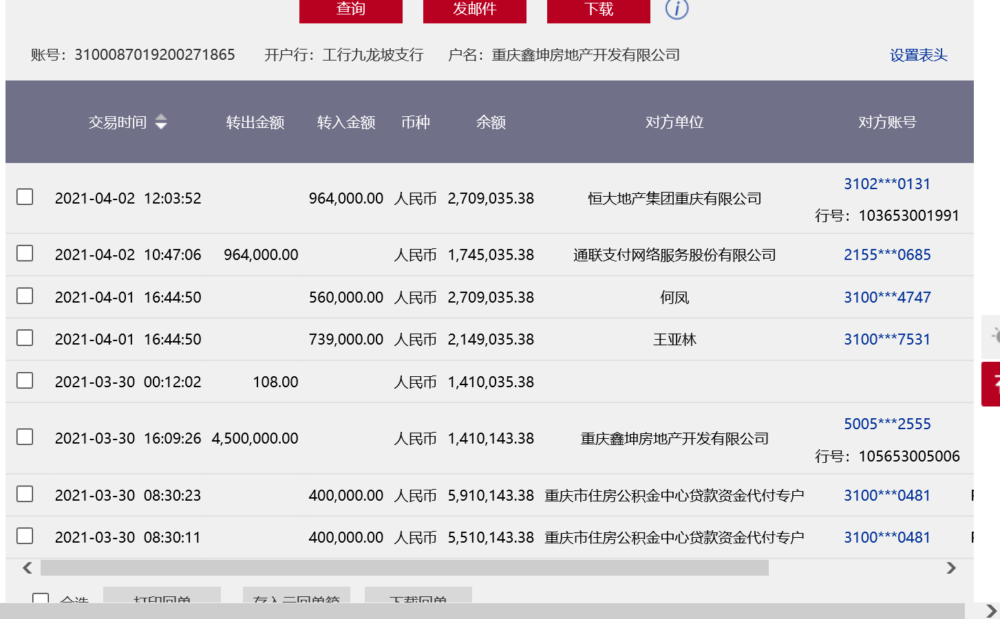 查询 发邮件 下载
账号：3100087019200271865 开户行：工行九龙坡支行 户名：重庆鑫坤房地产开发有限公司 设置表头
交易时间 转出金额 转入金额 币种 余额 对方单位 对方账号
2021-04-02 12:03:52 964,000.00 人民币 2,709,035.38 恒大地产集团重庆有限公司 3102***0131
行号：103653001991
2021-04-02 10:47:06 964,000.00 人民币 1,745,035.38 通联支付网络服务股份有限公司 2155***0685
2021-04-01 16:44:50 560,000.00 人民币 2,709,035.38 何凤 3100***4747
2021-04-01 16:44:50 739,000.00 人民币 2,149,035.38 王亚林 3100***7531
2021-03-30 00:12:02 108.00 人民币 1,410,035.38
2021-03-30 16:09:26 4,500,000.00 人民币 1,410,143.38 重庆鑫坤房地产开发有限公司 5005***2555
行号：105653005006
2021-03-30 08:30:23 400,000.00 人民币 5,910,143.38 重庆市住房公积金中心贷款资金代付专户 3100***0481
2021-03-30 08:30:11 400,000.00 人民币 5,510,143.38 重庆市住房公积金中心贷款资金代付专户 3100***0481
全选 打印回单 存入云回单箱 下载回单